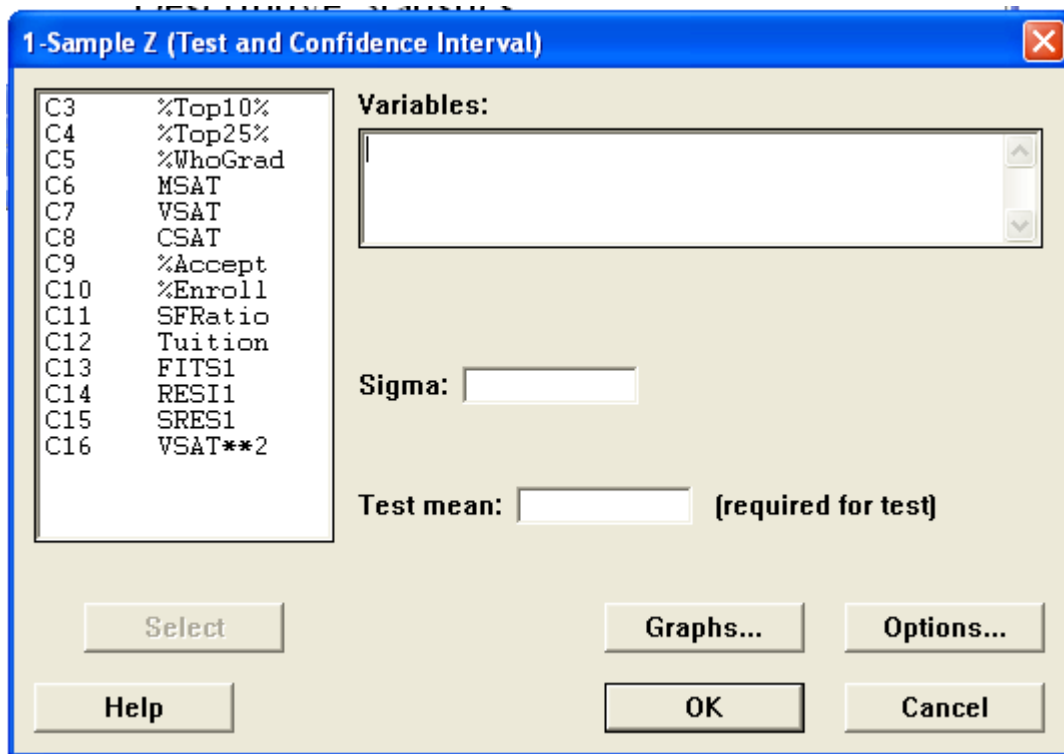 1-Sample Z (Test and Confidence Interval)
C3 %Top10%
C4 %Top25%
C5 %WhoGrad
C6 MSAT
C7 VSAT
C8 CSAT
C9 %Accept
C10 %Enroll
C11 SFRatio
C12 Tuition
C13 FITS1
C14 RESI1
C15 SRES1
C16 VSAT**2
Variables:
Sigma:
Test mean: (required for test)
Select
Graphs...
Options...
Help
OK
Cancel